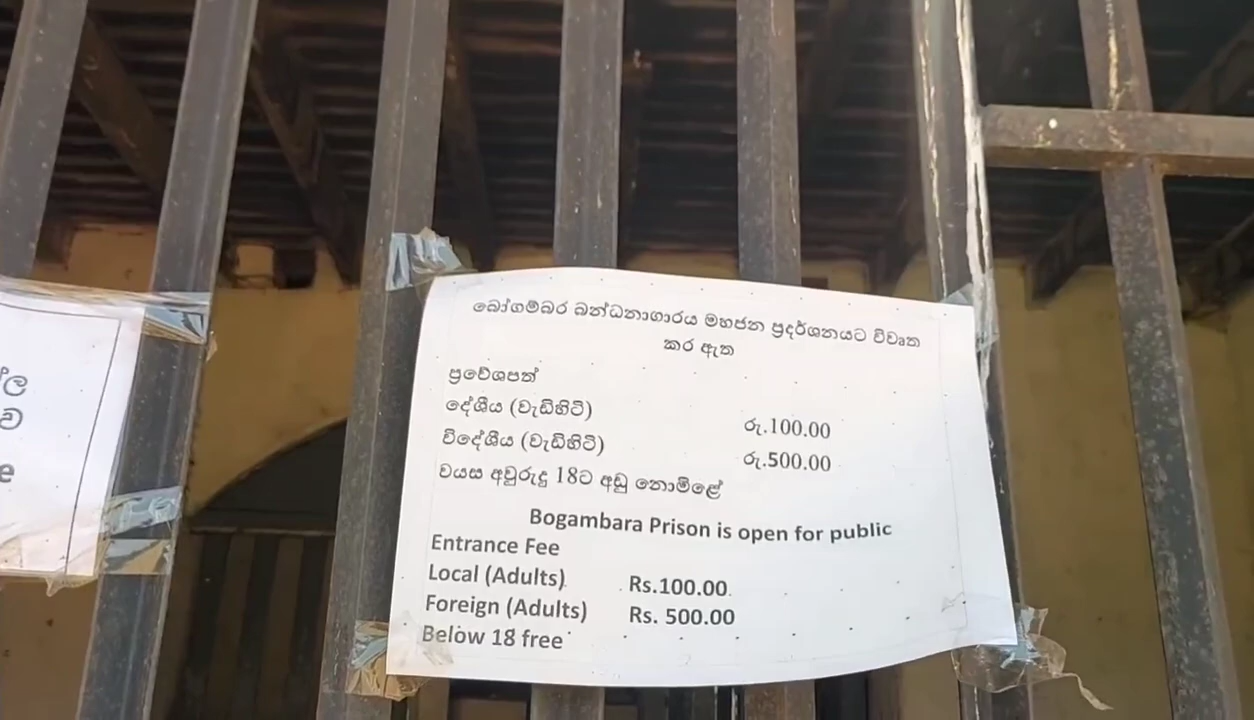 බෝගම්බර බන්ධනාගාරය මහජන ප්‍රදර්ශනයට විවෘත
කර ඇත
ප්‍රවේශපත්
දේශීය (වැඩිහිටි) රු.100.00
විදේශීය (වැඩිහිටි) රු.500.00
වයස අවුරුදු 18ට අඩු නොමිලේ
Bogambara Prison is open for public
Entrance Fee
Local (Adults) Rs.100.00
Foreign (Adults) Rs. 500.00
Below 18 free